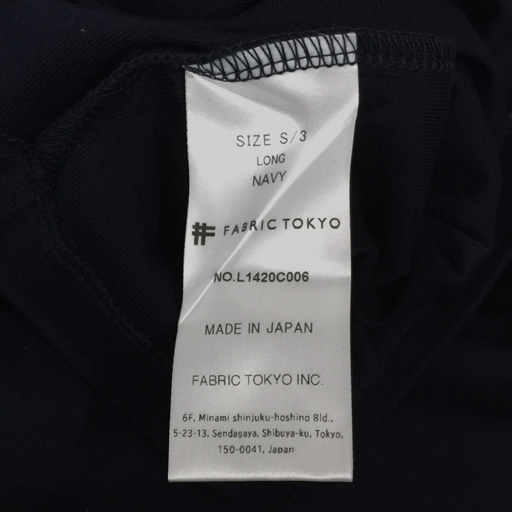 SIZE S/3
LONG
NAVY
FABRIC TOKYO
NO.L1420C006
MADE IN JAPAN
FABRIC TOKYO INC.
6F, Minami shinjuku-hoshino Bld.,
5-23-13, Sendagaya, Shibuya-ku, Tokyo,
150-0041, Japan